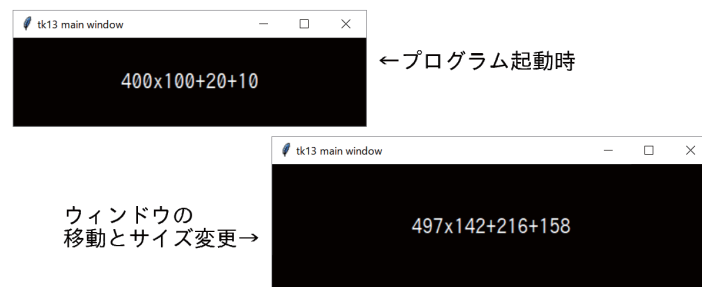 tk13 main window
400x100+20+10
←プログラム起動時
tk13 main window
497x142+216+158
ウィンドウの
移動とサイズ変更→